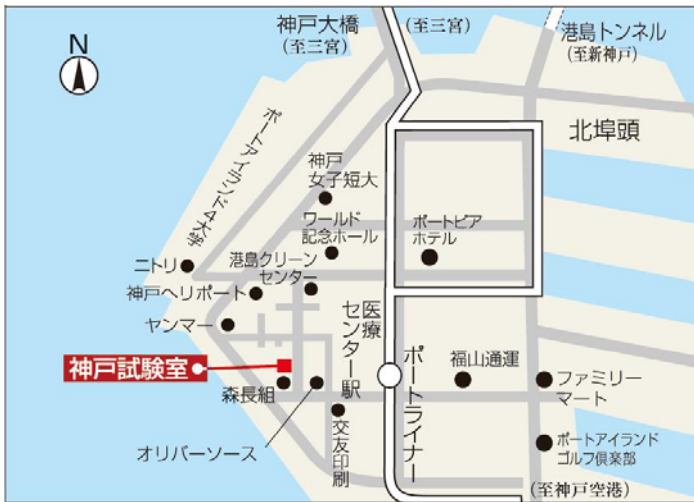 神戸大橋
(至三宮)
(至三宮)
港島トンネル
(至新神戸)
N
北埠頭
ポートアイランド4大学
神戸
女子短大
ワールド
記念ホール
ポートピア
ホテル
ニトリ
港島クリーン
センター
神戸ヘリポート
ヤンマー
医療
センター駅
ポートライナー
福山通運
神戸試験室
森長組
ファミリー
マート
オリバーソース
交友印刷
ポートアイランド
ゴルフ倶楽部
(至神戸空港)